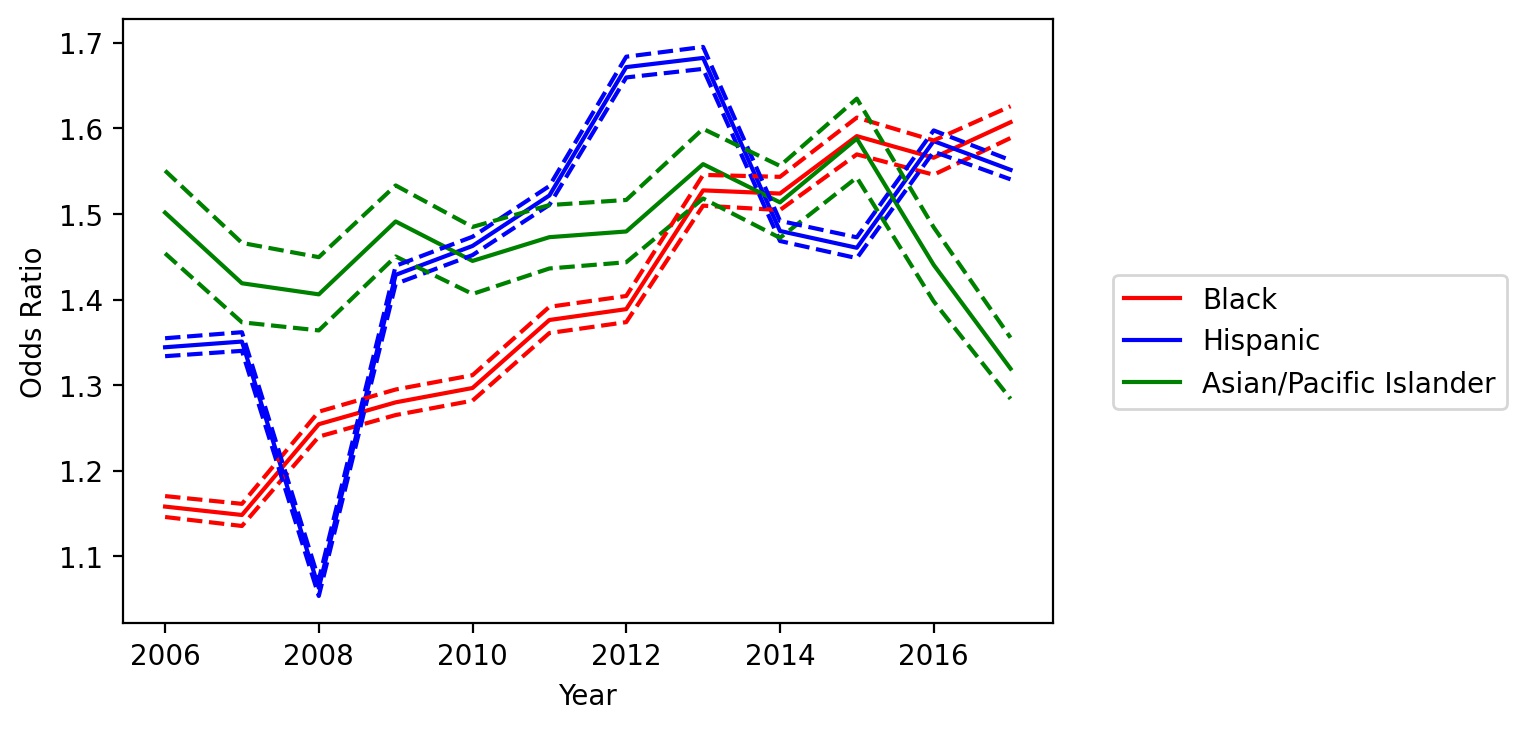 1.7
1.6
1.5
1.4
1.3
1.2
1.1
Odds Ratio
2006 2008 2010 2012 2014 2016
Year
Black
Hispanic
Asian/Pacific Islander